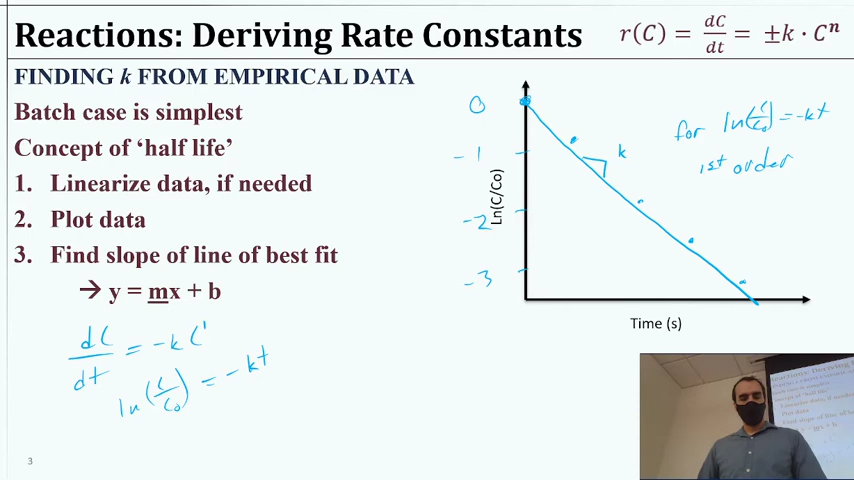 Reactions: Deriving Rate Constants
r(C) = dC/dt = ±k · Cⁿ
FINDING k FROM EMPIRICAL DATA
Batch case is simplest
Concept of ‘half life’
1. Linearize data, if needed
2. Plot data
3. Find slope of line of best fit
→ y = mx + b
dC/dt = -k C¹
ln(C/Co) = -kt
0
-1
-2
-3
Ln(C/Co)
k
for ln(C/Co) = -kt
1st order
Time (s)
3